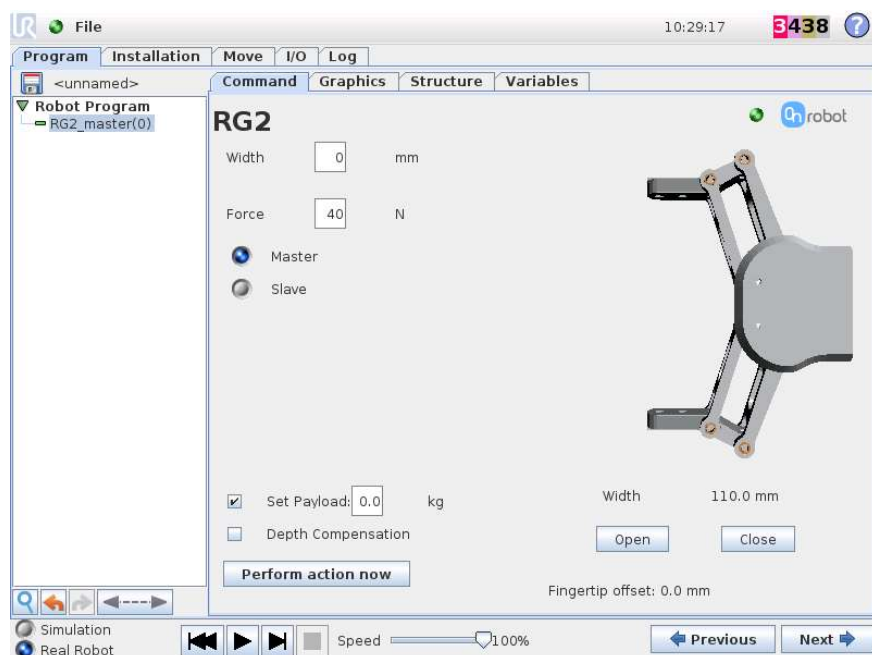 UR File 10:29:17 3438 ?
Program Installation Move I/O Log
<unnamed> Command Graphics Structure Variables
Robot Program
RG2_master(0)
RG2
On robot
Width 0 mm
Force 40 N
Master
Slave
Set Payload: 0.0 kg
Width 110.0 mm
Depth Compensation
Open Close
Perform action now
Fingertip offset: 0.0 mm
Simulation
Real Robot
Speed 100%
Previous Next